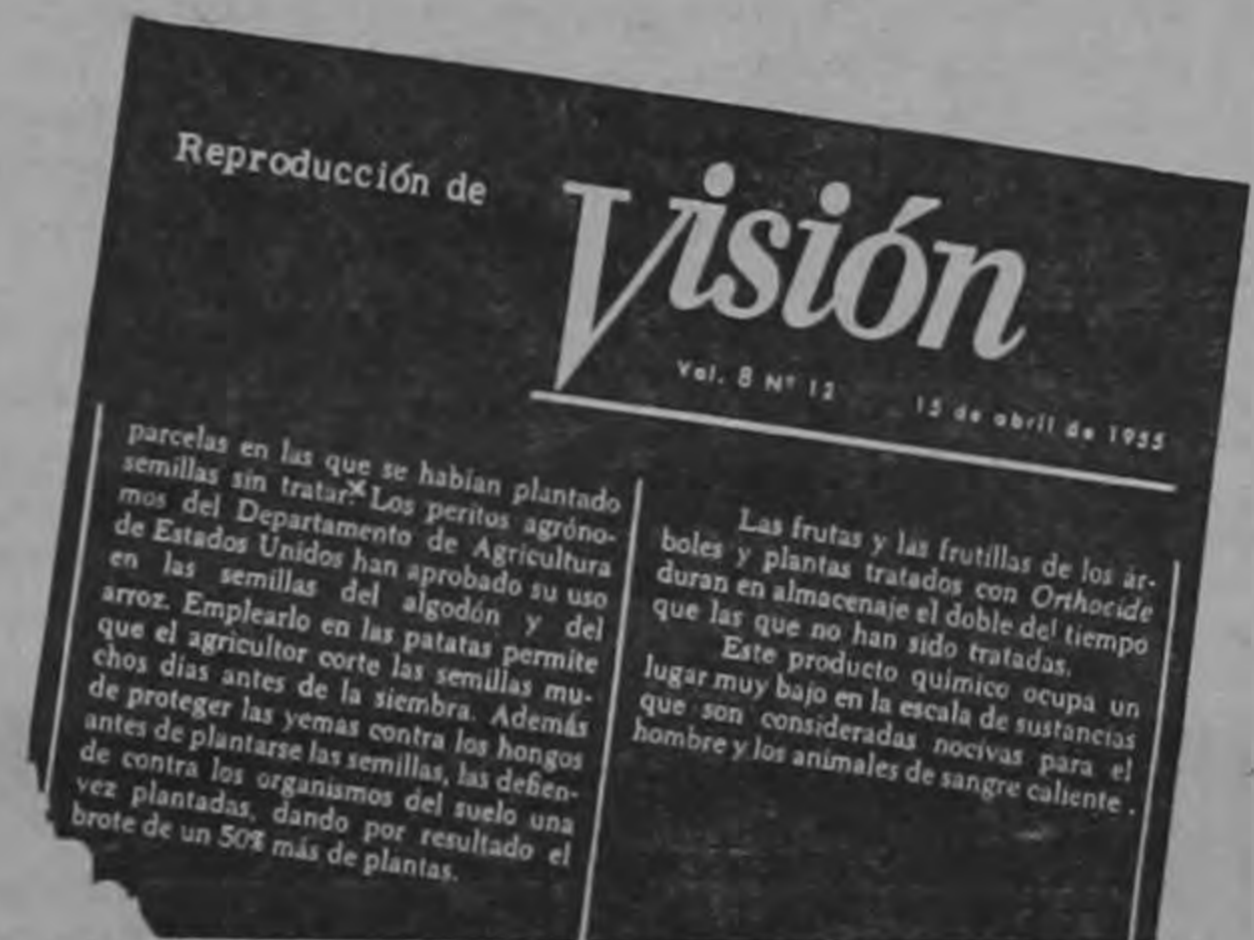 Reproducción de
Visión
Vol. 8 Nº 12 15 de abril de 1955
parcelas en las que se habían plantado
semillas sin tratar.* Los peritos agróno-
mos del Departamento de Agricultura
de Estados Unidos han aprobado su uso
en las semillas del algodón y del
arroz. Emplearlo en las patatas permite
que el agricultor corte las semillas mu-
chos días antes de la siembra. Además
de proteger las yemas contra los hongos
antes de plantarse las semillas, las defien-
de contra los organismos del suelo una
vez plantadas, dando por resultado el
brote de un 50% más de plantas.
Las frutas y las frutillas de los ár-
boles y plantas tratados con Orthocide
duran en almacenaje el doble del tiempo
que las que no han sido tratadas.
Este producto químico ocupa un
lugar muy bajo en la escala de sustancias
que son consideradas nocivas para el
hombre y los animales de sangre caliente .